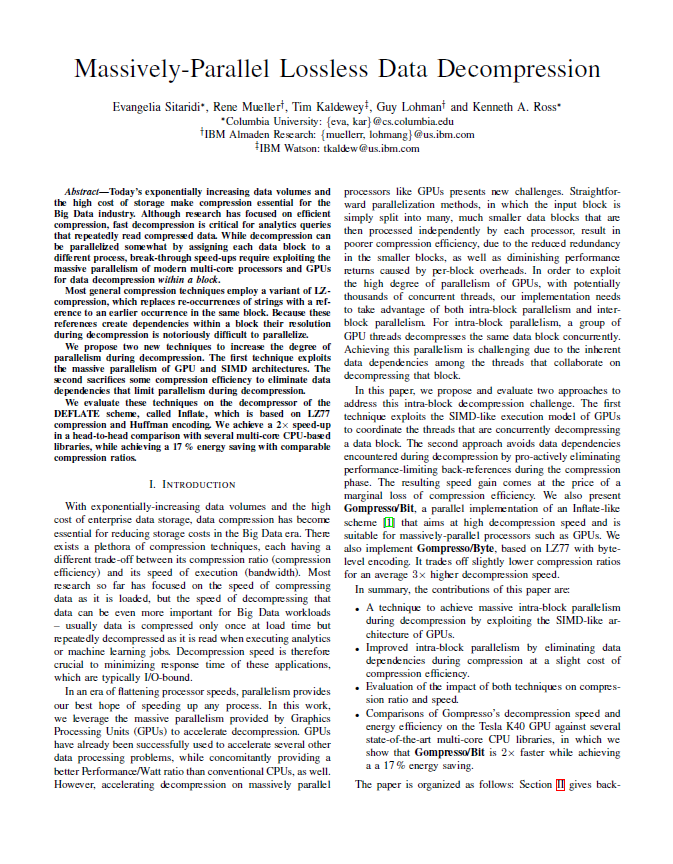 Massively-Parallel Lossless Data Decompression
Evangelia Sitaridi⋆, Rene Mueller†, Tim Kaldewey‡, Guy Lohman† and Kenneth A. Ross⋆
⋆Columbia University: {eva, kar}@cs.columbia.edu
†IBM Almaden Research: {muellerr, lohmang}@us.ibm.com
‡IBM Watson: tkaldew@us.ibm.com
Abstract—Today's exponentially increasing data volumes and
the high cost of storage make compression essential for the
Big Data industry. Although research has focused on efficient
compression, fast decompression is critical for analytics queries
that repeatedly read compressed data. While decompression can
be parallelized somewhat by assigning each data block to a
different process, break-through speed-ups require exploiting the
massive parallelism of modern multi-core processors and GPUs
for data decompression within a block.
Most general compression techniques employ a variant of LZ-
compression, which replaces re-occurrences of strings with a ref-
erence to an earlier occurrence in the same block. Because these
references create dependencies within a block their resolution
during decompression is notoriously difficult to parallelize.
We propose two new techniques to increase the degree of
parallelism during decompression. The first technique exploits
the massive parallelism of GPU and SIMD architectures. The
second sacrifices some compression efficiency to eliminate data
dependencies that limit parallelism during decompression.
We evaluate these techniques on the decompressor of the
DEFLATE scheme, called Inflate, which is based on LZ77
compression and Huffman encoding. We achieve a 2× speed-up
in a head-to-head comparison with several multi-core CPU-based
libraries, while achieving a 17 % energy saving with comparable
compression ratios.
I. Introduction
With exponentially-increasing data volumes and the high
cost of enterprise data storage, data compression has become
essential for reducing storage costs in the Big Data era. There
exists a plethora of compression techniques, each having a
different trade-off between its compression ratio (compression
efficiency) and its speed of execution (bandwidth). Most
research so far has focused on the speed of compressing
data as it is loaded, but the speed of decompressing that
data can be even more important for Big Data workloads
– usually data is compressed only once at load time but
repeatedly decompressed as it is read when executing analytics
or machine learning jobs. Decompression speed is therefore
crucial to minimizing response time of these applications,
which are typically I/O-bound.
In an era of flattening processor speeds, parallelism provides
our best hope of speeding up any process. In this work,
we leverage the massive parallelism provided by Graphics
Processing Units (GPUs) to accelerate decompression. GPUs
have already been successfully used to accelerate several other
data processing problems, while concomitantly providing a
better Performance/Watt ratio than conventional CPUs, as well.
However, accelerating decompression on massively parallel
processors like GPUs presents new challenges. Straightfor-
ward parallelization methods, in which the input block is
simply split into many, much smaller data blocks that are
then processed independently by each processor, result in
poorer compression efficiency, due to the reduced redundancy
in the smaller blocks, as well as diminishing performance
returns caused by per-block overheads. In order to exploit
the high degree of parallelism of GPUs, with potentially
thousands of concurrent threads, our implementation needs
to take advantage of both intra-block parallelism and inter-
block parallelism. For intra-block parallelism, a group of
GPU threads decompresses the same data block concurrently.
Achieving this parallelism is challenging due to the inherent
data dependencies among the threads that collaborate on
decompressing that block.
In this paper, we propose and evaluate two approaches to
address this intra-block decompression challenge. The first
technique exploits the SIMD-like execution model of GPUs
to coordinate the threads that are concurrently decompressing
a data block. The second approach avoids data dependencies
encountered during decompression by pro-actively eliminating
performance-limiting back-references during the compression
phase. The resulting speed gain comes at the price of a
marginal loss of compression efficiency. We also present
Gompresso/Bit, a parallel implementation of an Inflate-like
scheme [1] that aims at high decompression speed and is
suitable for massively-parallel processors such as GPUs. We
also implement Gompresso/Byte, based on LZ77 with byte-
level encoding. It trades off slightly lower compression ratios
for an average 3× higher decompression speed.
In summary, the contributions of this paper are:
• A technique to achieve massive intra-block parallelism
during decompression by exploiting the SIMD-like ar-
chitecture of GPUs.
• Improved intra-block parallelism by eliminating data
dependencies during compression at a slight cost of
compression efficiency.
• Evaluation of the impact of both techniques on compres-
sion ratio and speed.
• Comparisons of Gompresso's decompression speed and
energy efficiency on the Tesla K40 GPU against several
state-of-the-art multi-core CPU libraries, in which we
show that Gompresso/Bit is 2× faster while achieving
a a 17 % energy saving.
The paper is organized as follows: Section II gives back-